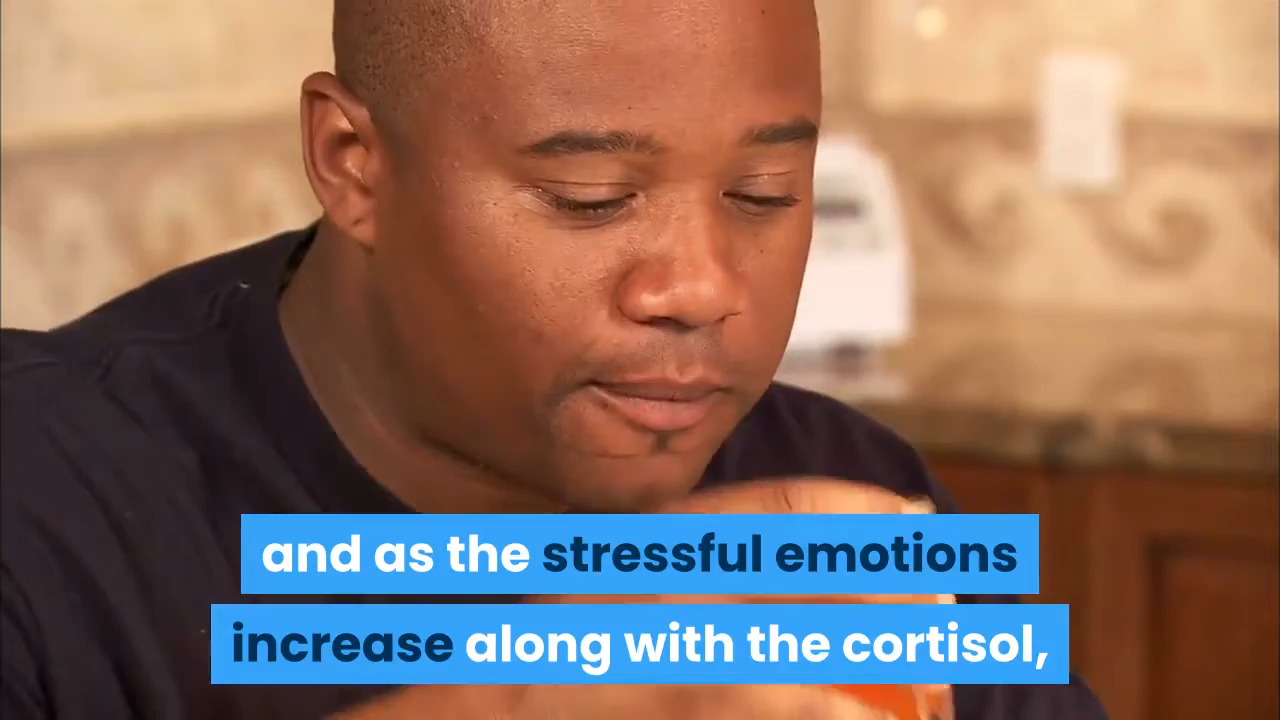 and as the stressful emotions
increase along with the cortisol,